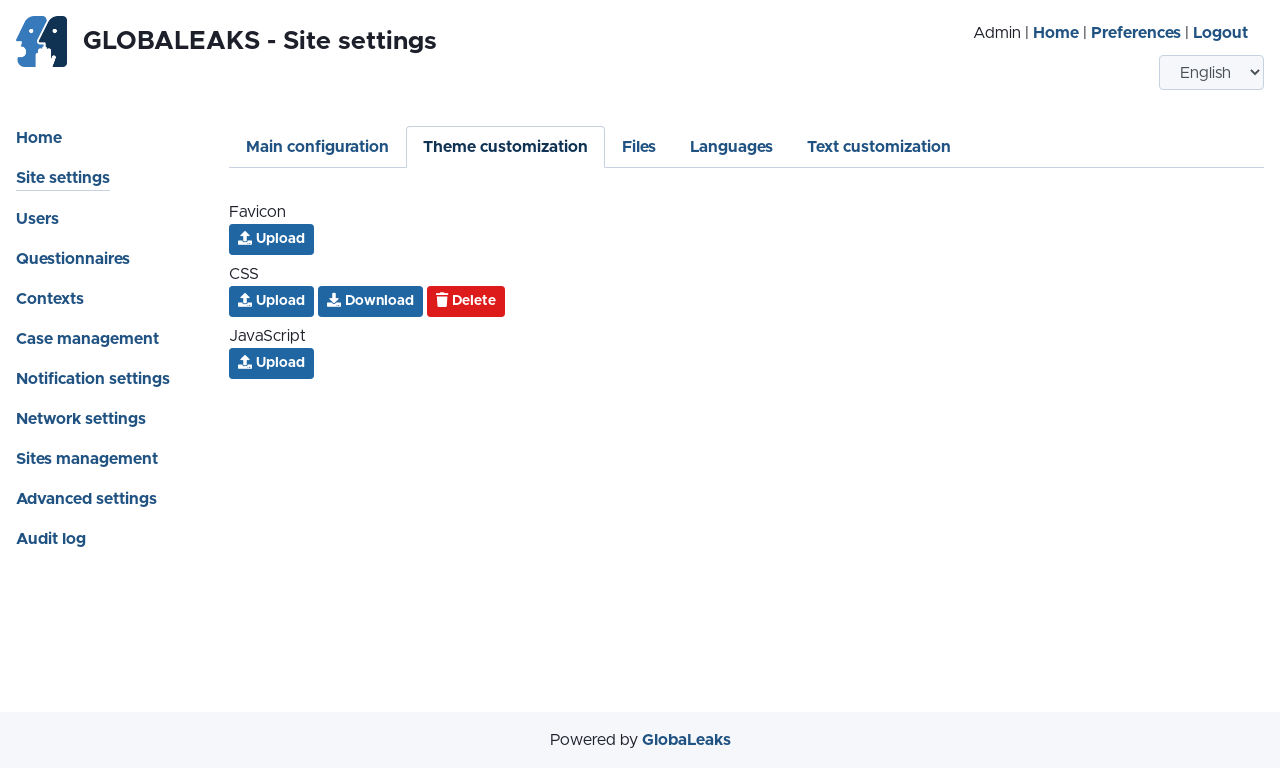 GLOBALEAKS - Site settings
Admin | Home | Preferences | Logout
English
Home
Site settings
Users
Questionnaires
Contexts
Case management
Notification settings
Network settings
Sites management
Advanced settings
Audit log
Main configuration Theme customization Files Languages Text customization
Favicon
Upload
CSS
Upload Download Delete
JavaScript
Upload
Powered by GlobaLeaks